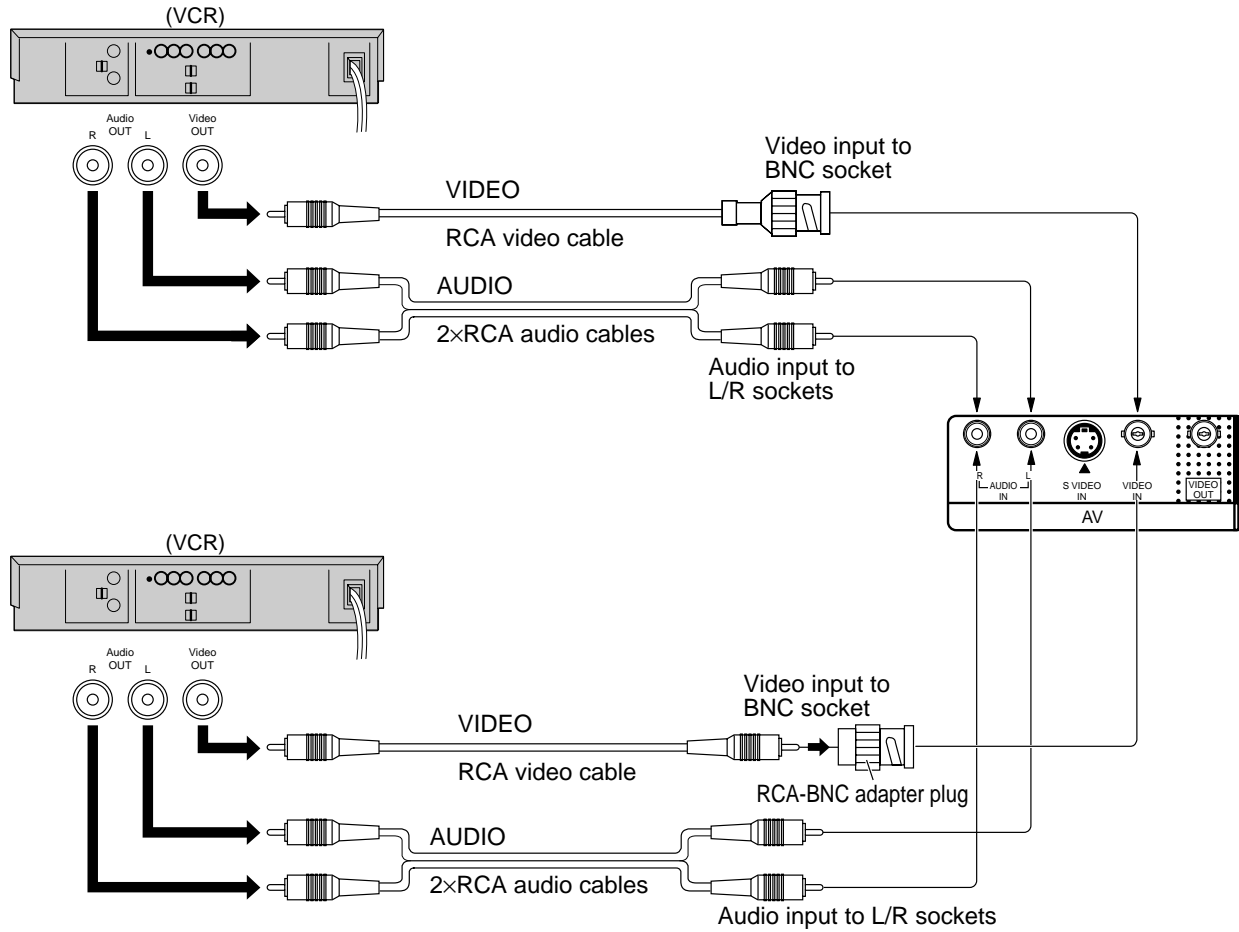 (VCR)
Audio
OUT
R
L
Video
OUT
Video input to
BNC socket
VIDEO
RCA video cable
AUDIO
2×RCA audio cables
Audio input to
L/R sockets
R
L
AUDIO
IN
S VIDEO
IN
VIDEO
IN
VIDEO
OUT
AV
(VCR)
Audio
OUT
R
L
Video
OUT
Video input to
BNC socket
VIDEO
RCA video cable
RCA-BNC adapter plug
AUDIO
2×RCA audio cables
Audio input to L/R sockets